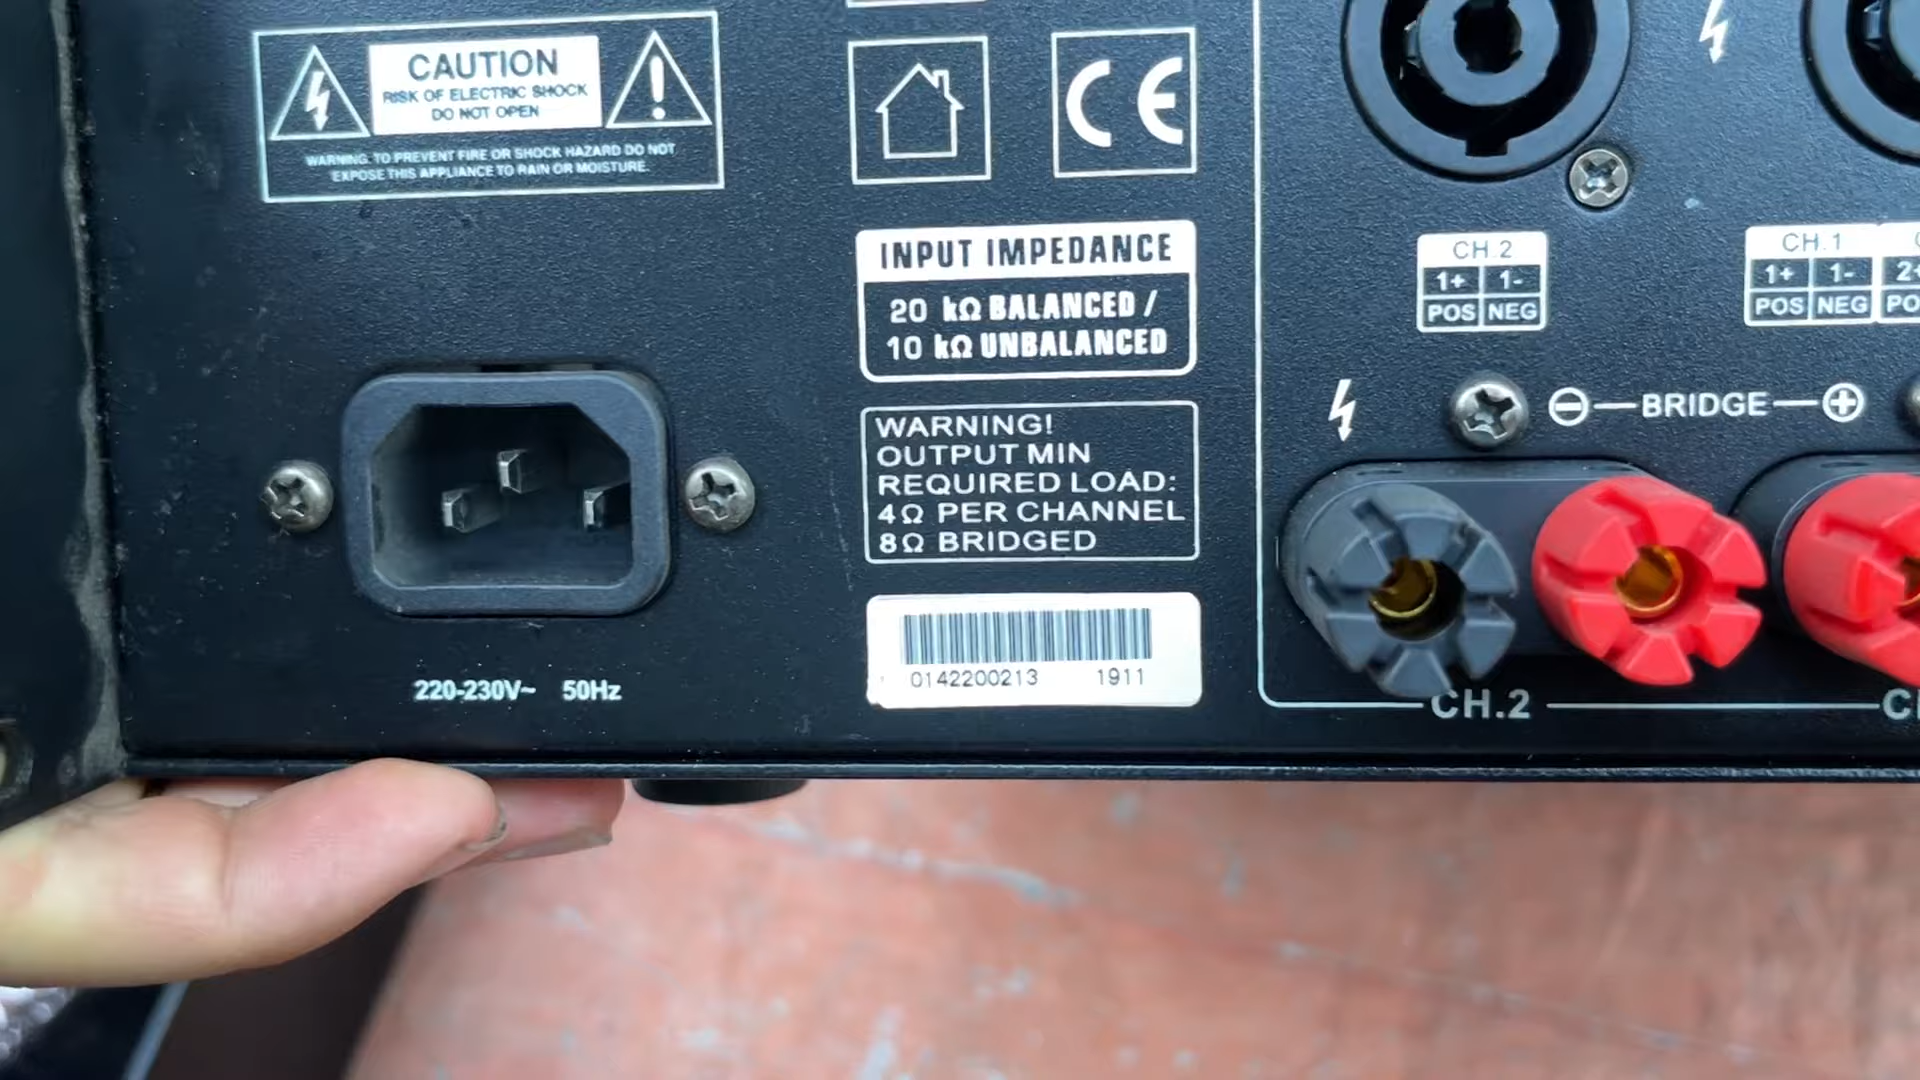 CAUTION
RISK OF ELECTRIC SHOCK
DO NOT OPEN
WARNING: TO PREVENT FIRE OR SHOCK HAZARD DO NOT
EXPOSE THIS APPLIANCE TO RAIN OR MOISTURE.
CE
INPUT IMPEDANCE
20 kΩ BALANCED /
10 kΩ UNBALANCED
WARNING!
OUTPUT MIN
REQUIRED LOAD:
4Ω PER CHANNEL
8Ω BRIDGED
0142200213 1911
220-230V~ 50Hz
CH.2
1+ 1-
POS NEG
CH.1
1+ 1-
POS NEG
⊖ BRIDGE ⊕
CH.2